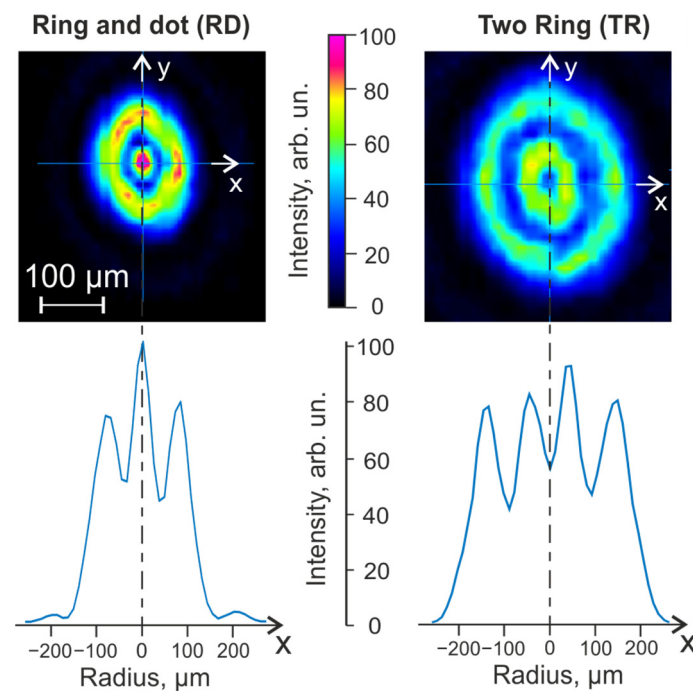 Ring and dot (RD)
Two Ring (TR)
y
x
100 µm
Intensity, arb. un.
100
80
60
40
20
0
y
x
Intensity, arb. un.
100
80
60
40
20
0
−200
−100
0
100
200
x
Radius, µm
−200
−100
0
100
200
x
Radius, µm